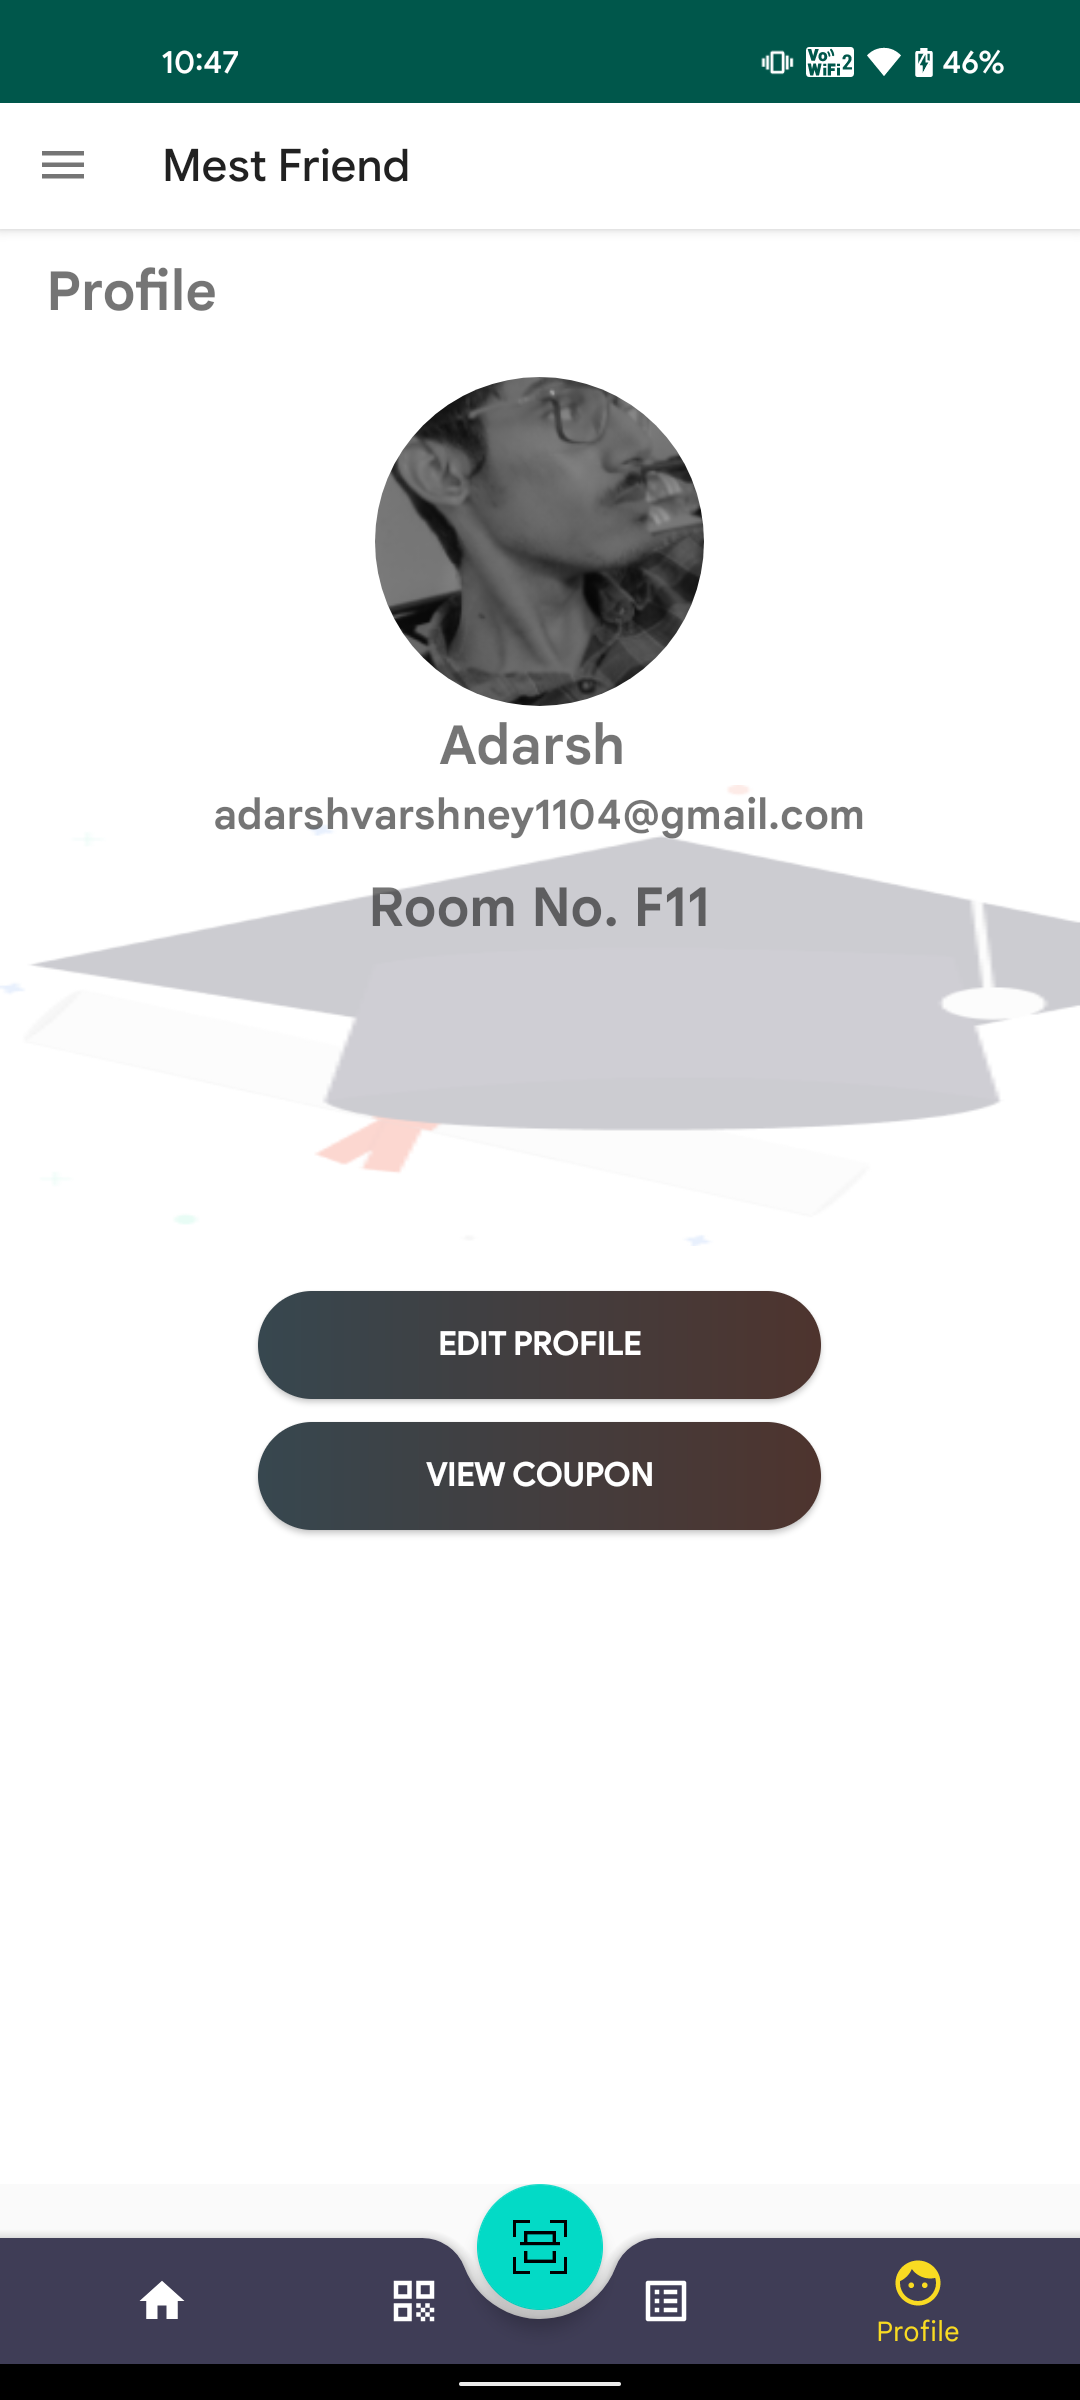 10:47
Vo WiFi 2 46%
Mest Friend
Profile
Adarsh
adarshvarshney1104@gmail.com
Room No. F11
EDIT PROFILE
VIEW COUPON
Profile